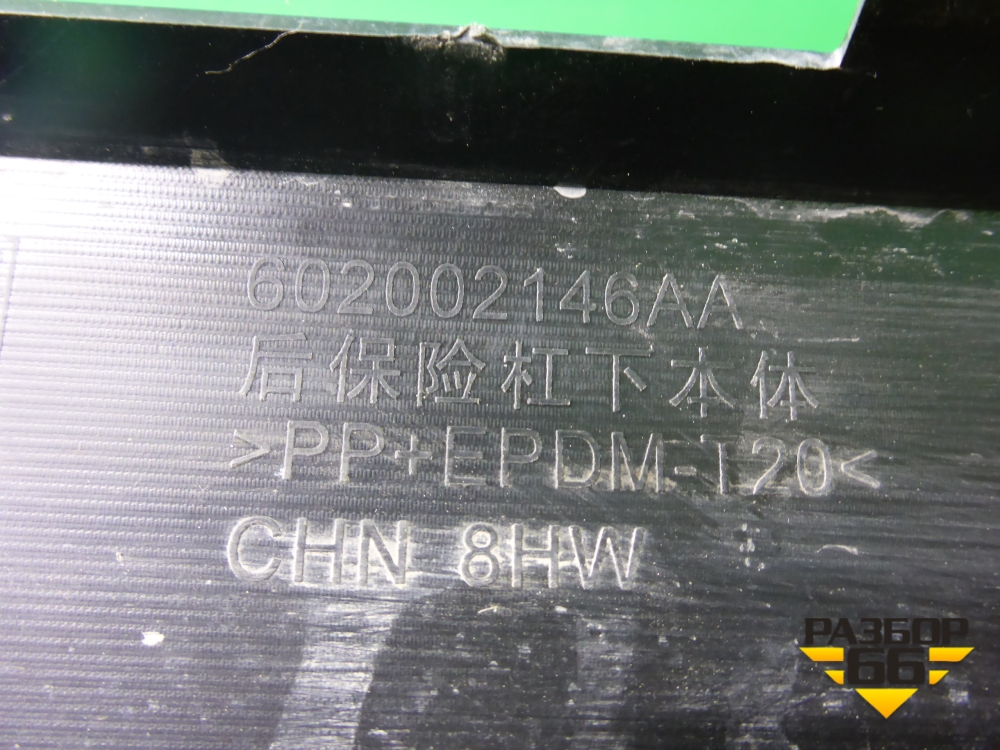 602002146AA
后保险杠下本体
>PP+EPDM-T20<
CHN 8HW
РАЗБОР
66